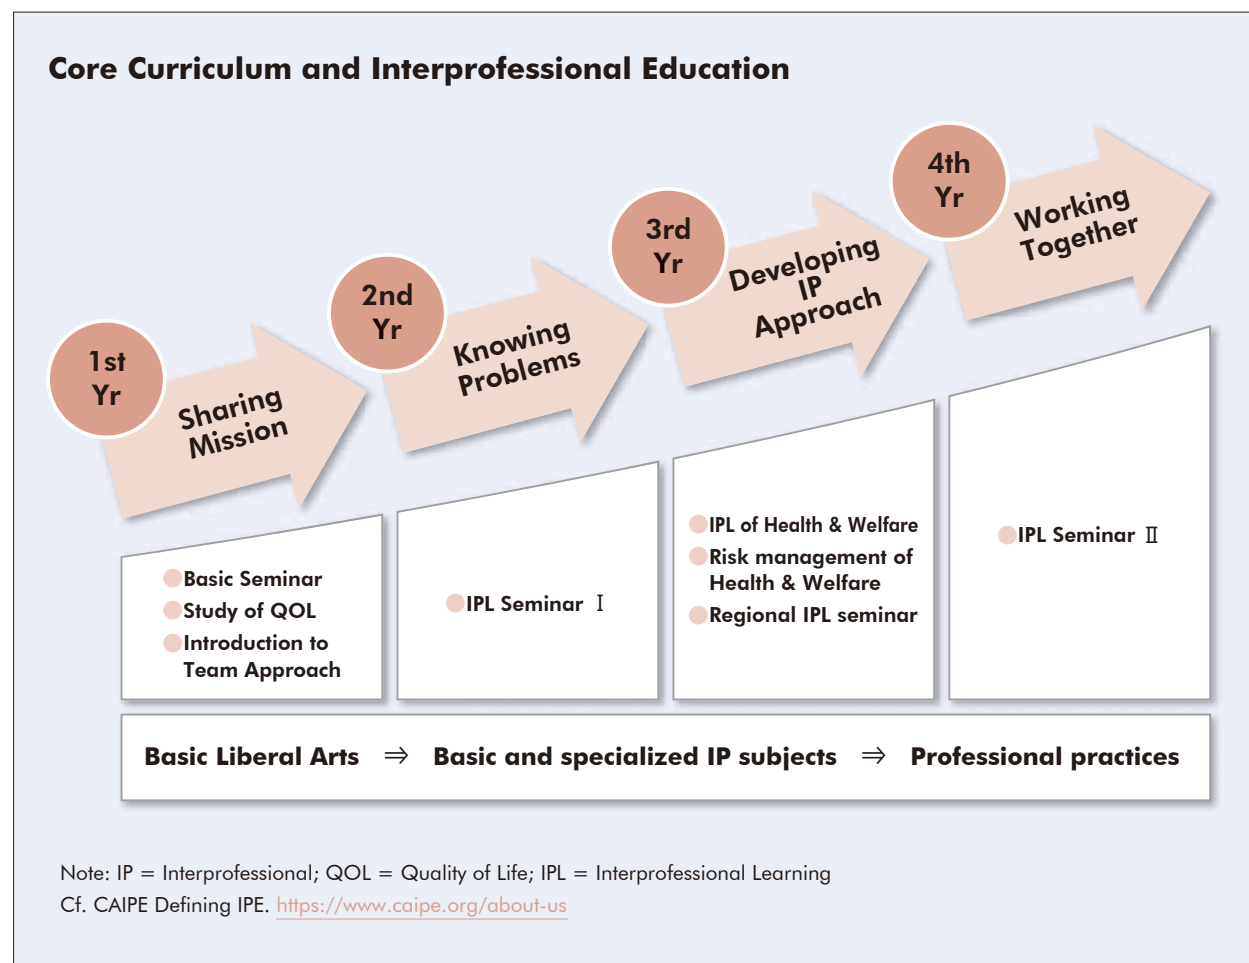 Core Curriculum and Interprofessional Education
1st
Yr
Sharing
Mission
2nd
Yr
Knowing
Problems
3rd
Yr
Developing
IP
Approach
4th
Yr
Working
Together
Basic Seminar
Study of QOL
Introduction to
Team Approach
IPL Seminar Ⅰ
IPL of Health & Welfare
Risk management of
Health & Welfare
Regional IPL seminar
IPL Seminar Ⅱ
Basic Liberal Arts ⇒ Basic and specialized IP subjects ⇒ Professional practices
Note: IP = Interprofessional; QOL = Quality of Life; IPL = Interprofessional Learning
Cf. CAIPE Defining IPE. https://www.caipe.org/about-us